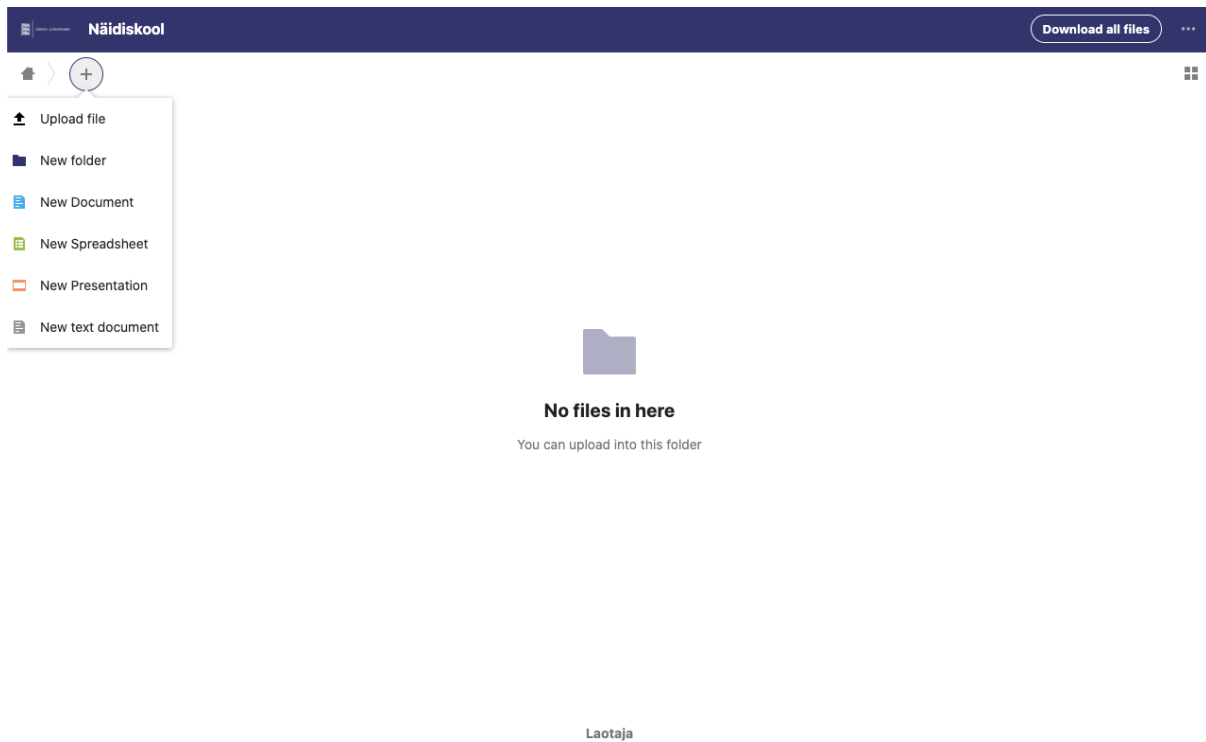 Näidiskool
Download all files
Upload file
New folder
New Document
New Spreadsheet
New Presentation
New text document
No files in here
You can upload into this folder
Laotaja